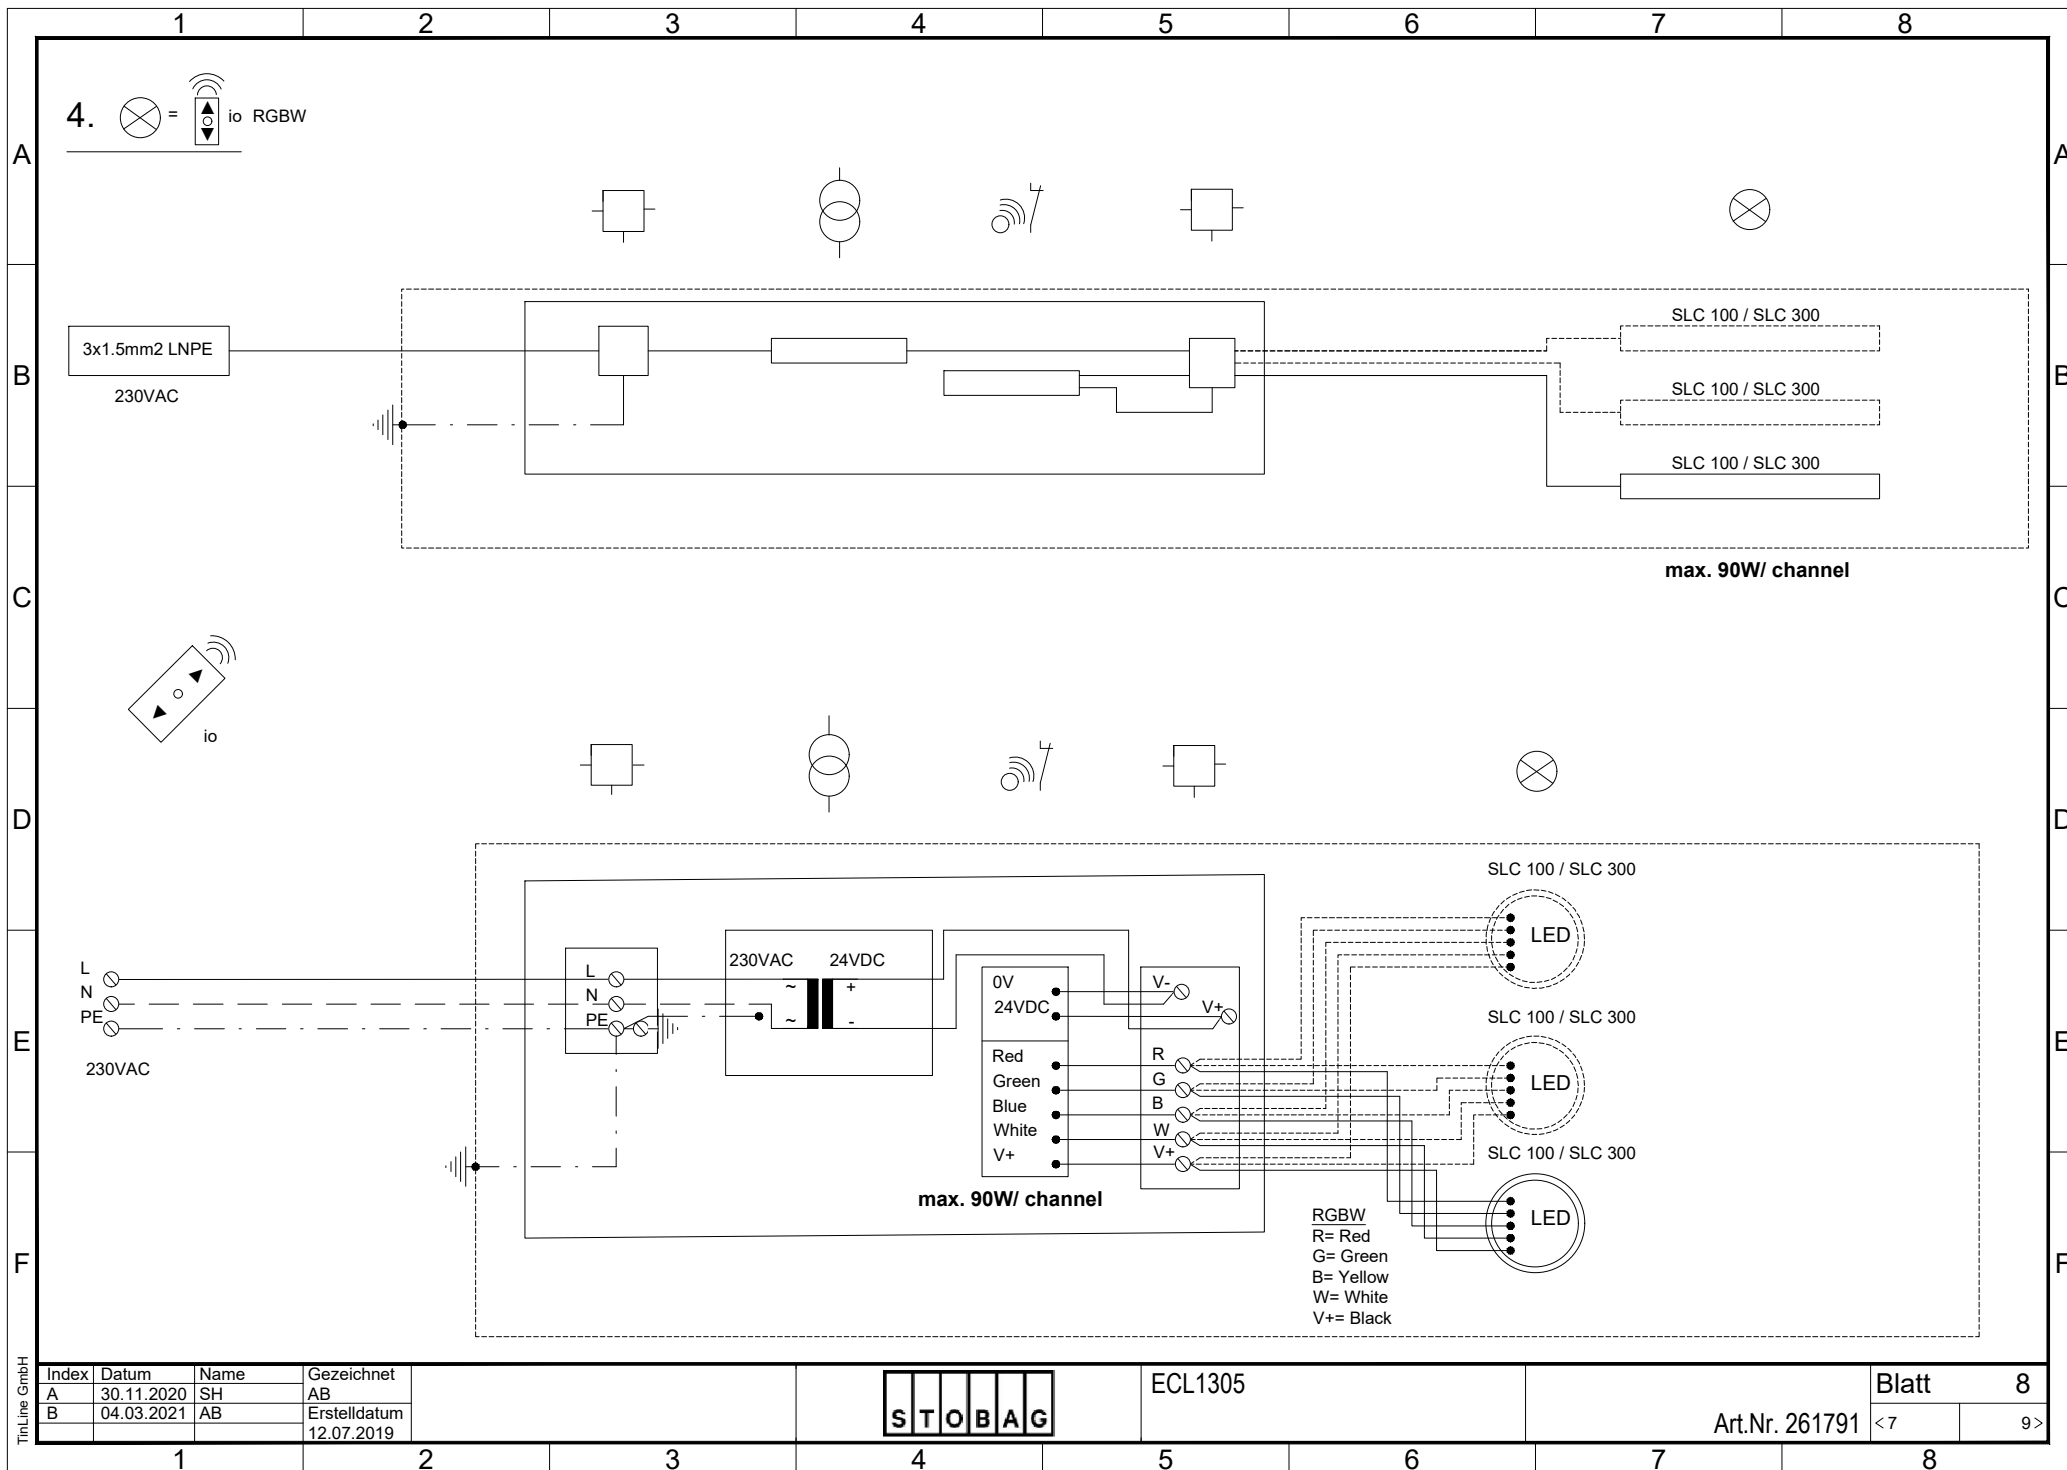 1 2 3 4 5 6 7 8
4. = io RGBW
A A
SLC 100 / SLC 300
3x1.5mm2 LNPE
B B
SLC 100 / SLC 300
230VAC
SLC 100 / SLC 300
max. 90W/ channel
C C
io
D D
SLC 100 / SLC 300
LED
230VAC 24VDC
L L
N N
PE PE
~ +
~ -
230VAC
0V
24VDC
V-
V+
SLC 100 / SLC 300
E E
Red R
Green G
Blue B
White W
V+ V+
LED
SLC 100 / SLC 300
max. 90W/ channel
LED
RGBW
R= Red
G= Green
B= Yellow
W= White
V+= Black
F F
TinLine GmbH
Index Datum Name Gezeichnet
A 30.11.2020 SH AB
B 04.03.2021 AB Erstelldatum
12.07.2019
STOBAG
ECL1305
Art.Nr. 261791
Blatt 8
<7 9>
1 2 3 4 5 6 7 8